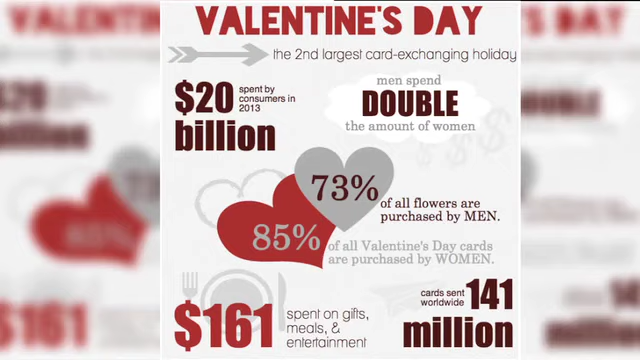 VALENTINE'S DAY
the 2nd largest card-exchanging holiday
$20
spent by
consumers in
2013
billion
men spend
DOUBLE
the amount of women
73%
of all flowers are
purchased by MEN.
85%
of all Valentine's Day cards
are purchased by WOMEN.
$161
spent on gifts,
meals, &
entertainment
cards sent
worldwide
141
million